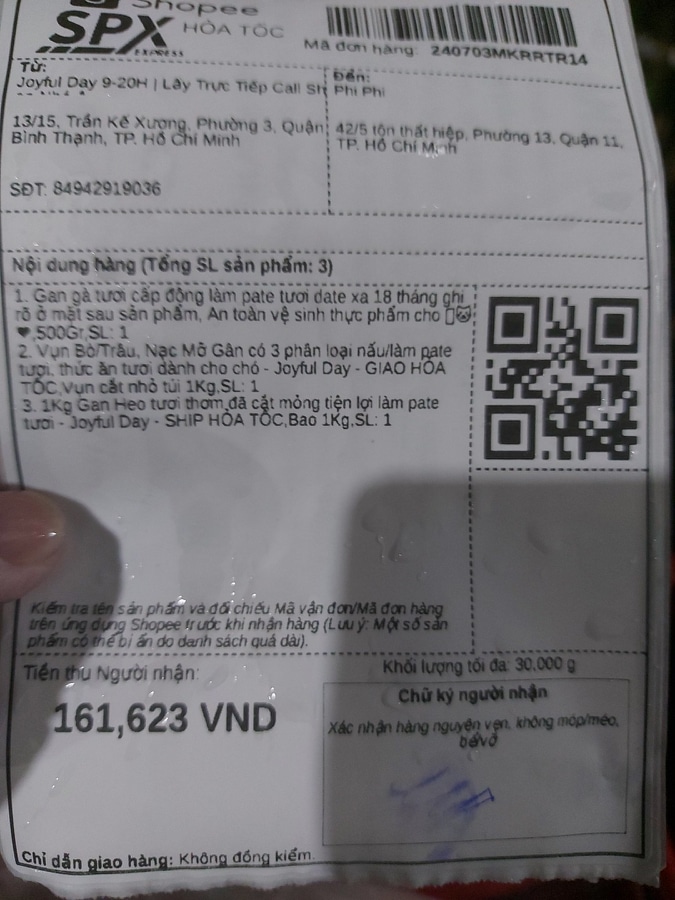 Shopee
SPX HỎA TỐC
EXPRESS
Mã đơn hàng: 240703MKRRTR14
Từ:
Joyful Day 9-20H | Lấy Trực Tiếp Call Sh
13/15, Trần Kế Xương, Phường 3, Quận
Bình Thạnh, TP. Hồ Chí Minh
SĐT: 84942919036
Đến:
Phi Phi
42/5 tôn thất hiệp, Phường 13, Quận 11,
TP. Hồ Chí Minh
Nội dung hàng (Tổng SL sản phẩm: 3)
1. Gan gà tươi cấp động làm pate tươi date xa 18 tháng ghi
rõ ở mặt sau sản phẩm, An toàn vệ sinh thực phẩm cho 🐱
♥,500Gr,SL: 1
2. Vụn Bò/Trâu, Nạc Mỡ Gân có 3 phân loại nấu/làm pate
tươi, thức ăn tươi dành cho chó - Joyful Day - GIAO HỎA
TỐC,Vụn cắt nhỏ túi 1Kg,SL: 1
3. 1Kg Gan Heo tươi thơm đã cắt mỏng tiện lợi làm pate
tươi - Joyful Day - SHIP HỎA TỐC,Bao 1Kg,SL: 1
Kiểm tra tên sản phẩm và đối chiếu Mã vận đơn/Mã đơn hàng
trên ứng dụng Shopee trước khi nhận hàng (Lưu ý: Một số sản
phẩm có thể bị ẩn do danh sách quá dài).
Tiền thu Người nhận:
161,623 VND
Khối lượng tối đa: 30,000 g
Chữ ký người nhận
Xác nhận hàng nguyên vẹn, không móp/méo,
bể/vỡ
Chỉ dẫn giao hàng: Không đồng kiểm.